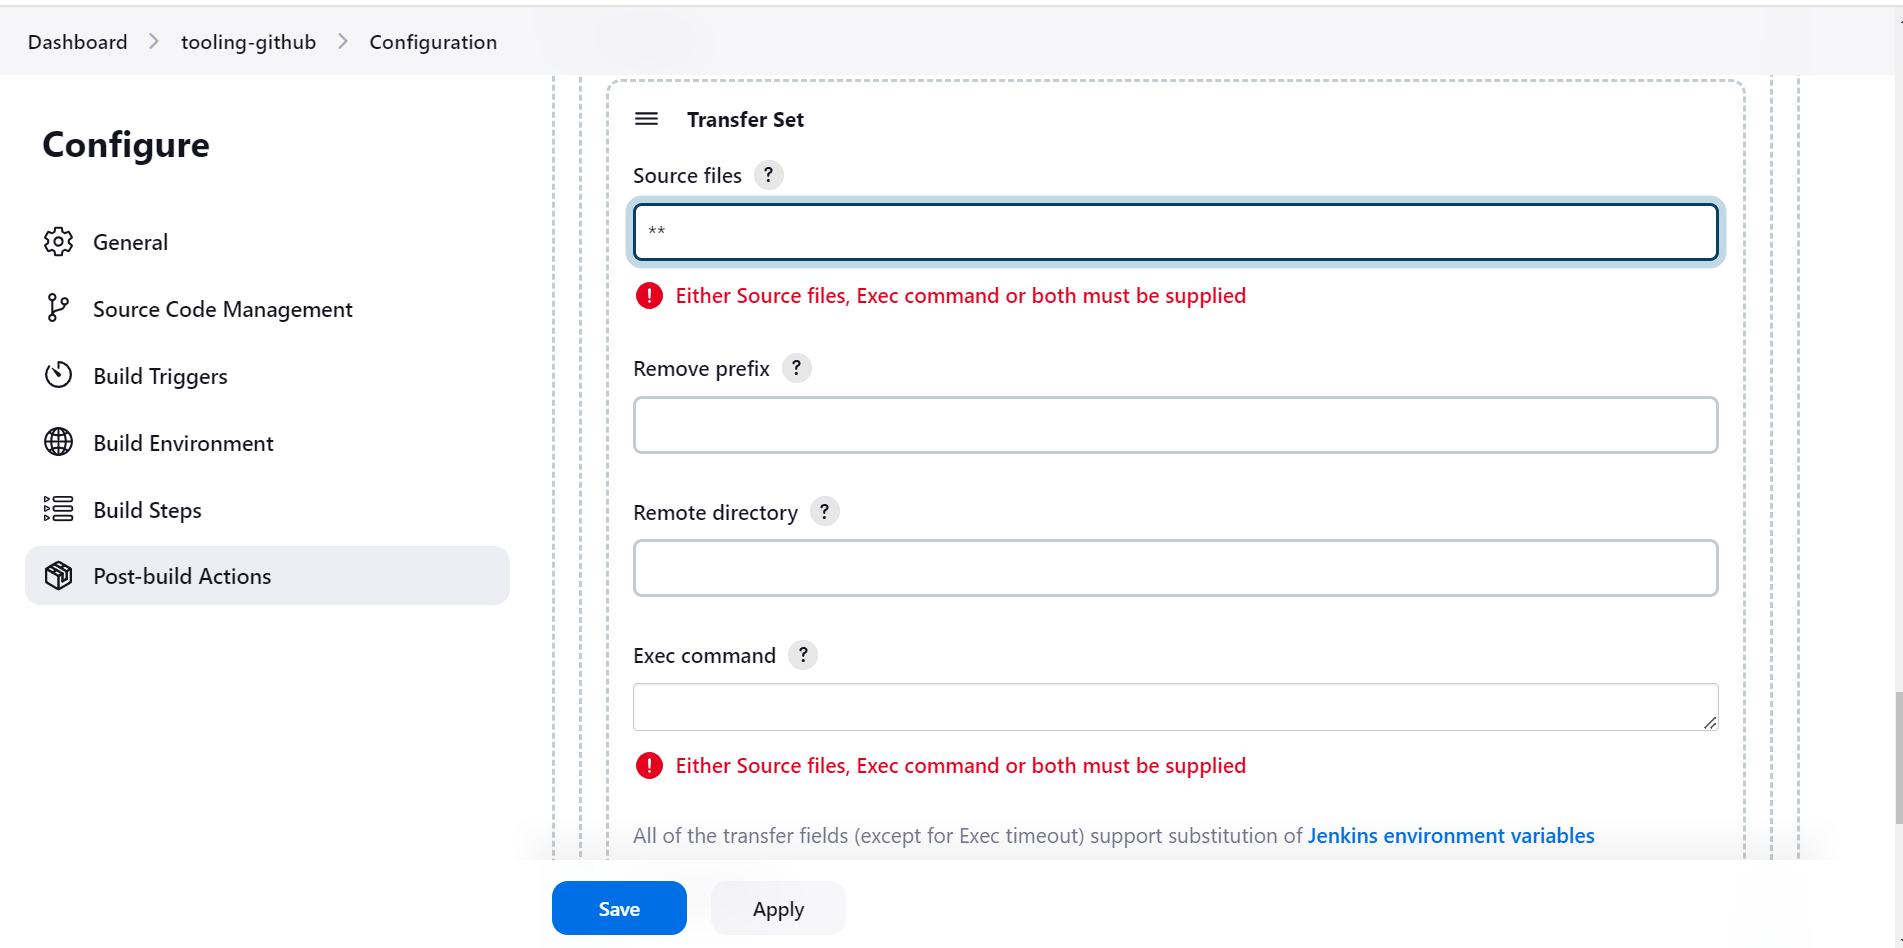 Dashboard > tooling-github > Configuration
Configure
General
Source Code Management
Build Triggers
Build Environment
Build Steps
Post-build Actions
Transfer Set
Source files ?
**
Either Source files, Exec command or both must be supplied
Remove prefix ?
Remote directory ?
Exec command ?
Either Source files, Exec command or both must be supplied
All of the transfer fields (except for Exec timeout) support substitution of Jenkins environment variables
Save
Apply